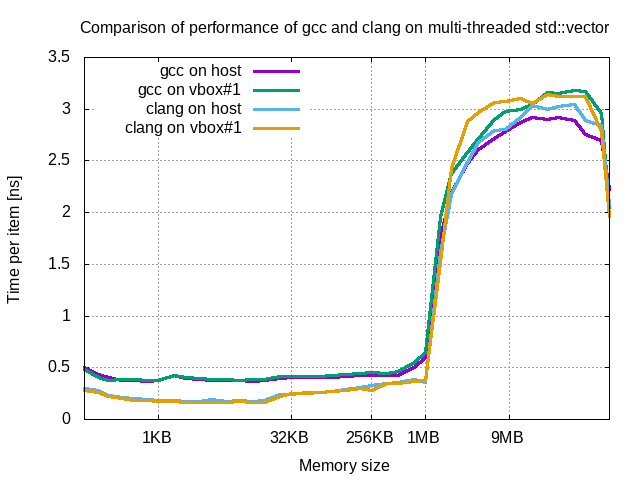 Comparison of performance of gcc and clang on multi-threaded std::vector
3.5
3
2.5
2
1.5
1
0.5
0
Time per item [ns]
gcc on host
gcc on vbox#1
clang on host
clang on vbox#1
1KB 32KB 256KB 1MB 9MB
Memory size